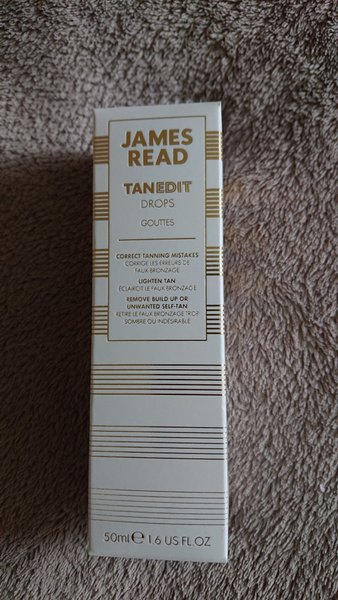 JAMES
READ
TANEDIT
DROPS
GOUTTES
CORRECT TANNING MISTAKES
CORRIGE LES ERREURS DE
FAUX-BRONZAGE
LIGHTEN TAN
ÉCLAIRCIT LE FAUX BRONZAGE
REMOVE BUILD UP OR
UNWANTED SELF-TAN
RETIRE LE FAUX BRONZAGE TROP
SOMBRE OU INDÉSIRABLE
50ml ℮ 1.6 US FL.OZ